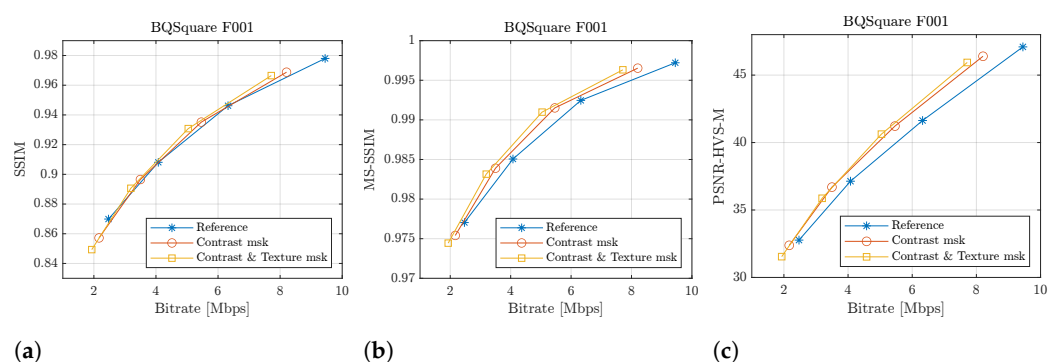 BQSquare F001
0.98
0.96
0.94
0.92
0.9
0.88
0.86
0.84
SSIM
Reference
Contrast msk
Contrast & Texture msk
2 4 6 8 10
Bitrate [Mbps]
(a)
BQSquare F001
1
0.995
0.99
0.985
0.98
0.975
0.97
MS-SSIM
Reference
Contrast msk
Contrast & Texture msk
2 4 6 8 10
Bitrate [Mbps]
(b)
BQSquare F001
45
40
35
30
PSNR-HVS-M
Reference
Contrast msk
Contrast & Texture msk
2 4 6 8 10
Bitrate [Mbps]
(c)